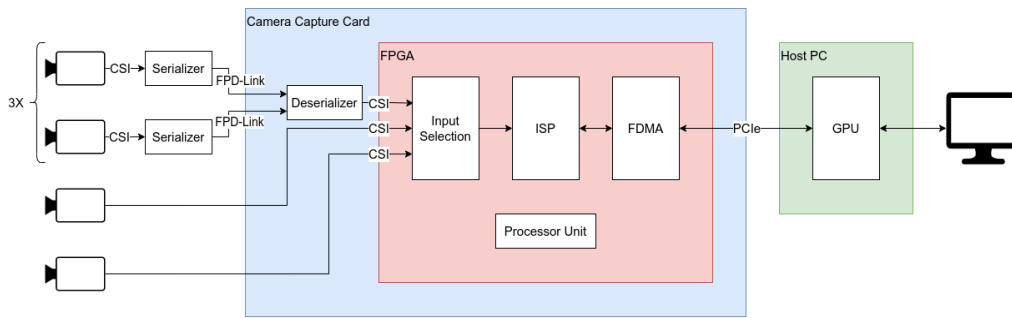 Camera Capture Card
FPGA
Host PC
3X
CSI
Serializer
FPD-Link
CSI
Serializer
FPD-Link
Deserializer
CSI
CSI
CSI
Input
Selection
ISP
FDMA
PCIe
GPU
Processor Unit